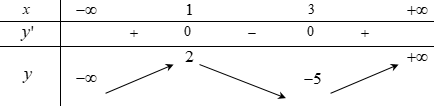 x −∞ 1 3 +∞
y' + 0 − 0 +
y −∞ 2 −5 +∞